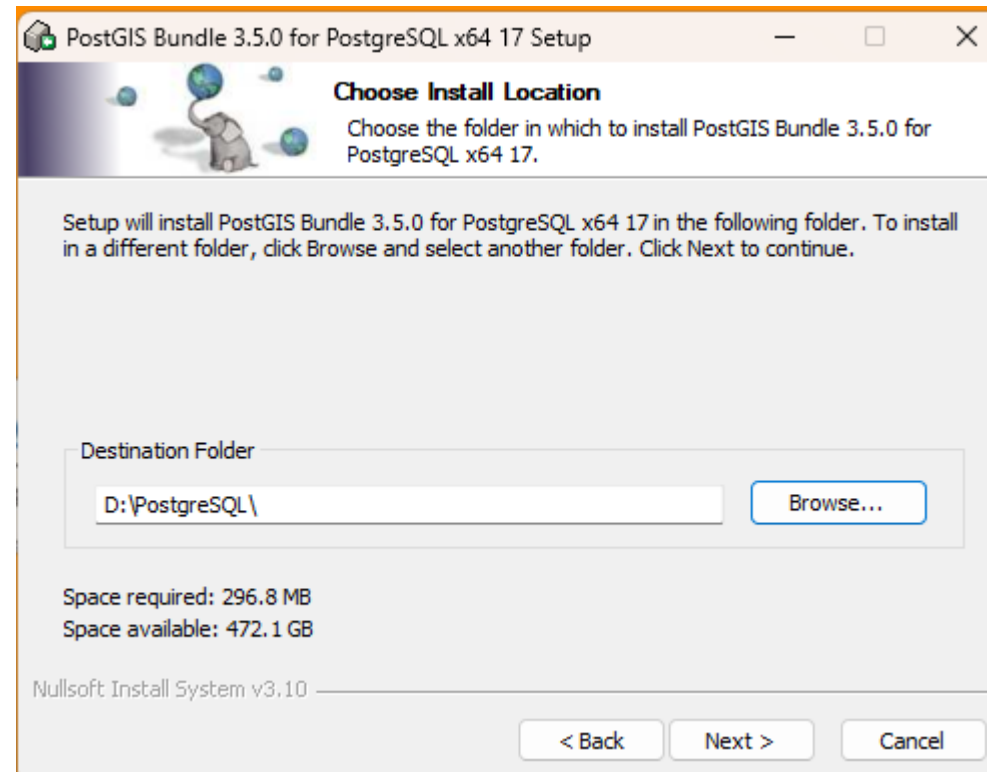 PostGIS Bundle 3.5.0 for PostgreSQL x64 17 Setup
Choose Install Location
Choose the folder in which to install PostGIS Bundle 3.5.0 for
PostgreSQL x64 17.
Setup will install PostGIS Bundle 3.5.0 for PostgreSQL x64 17 in the following folder. To install
in a different folder, click Browse and select another folder. Click Next to continue.
Destination Folder
D:\PostgreSQL\
Browse...
Space required: 296.8 MB
Space available: 472.1 GB
Nullsoft Install System v3.10
< Back
Next >
Cancel